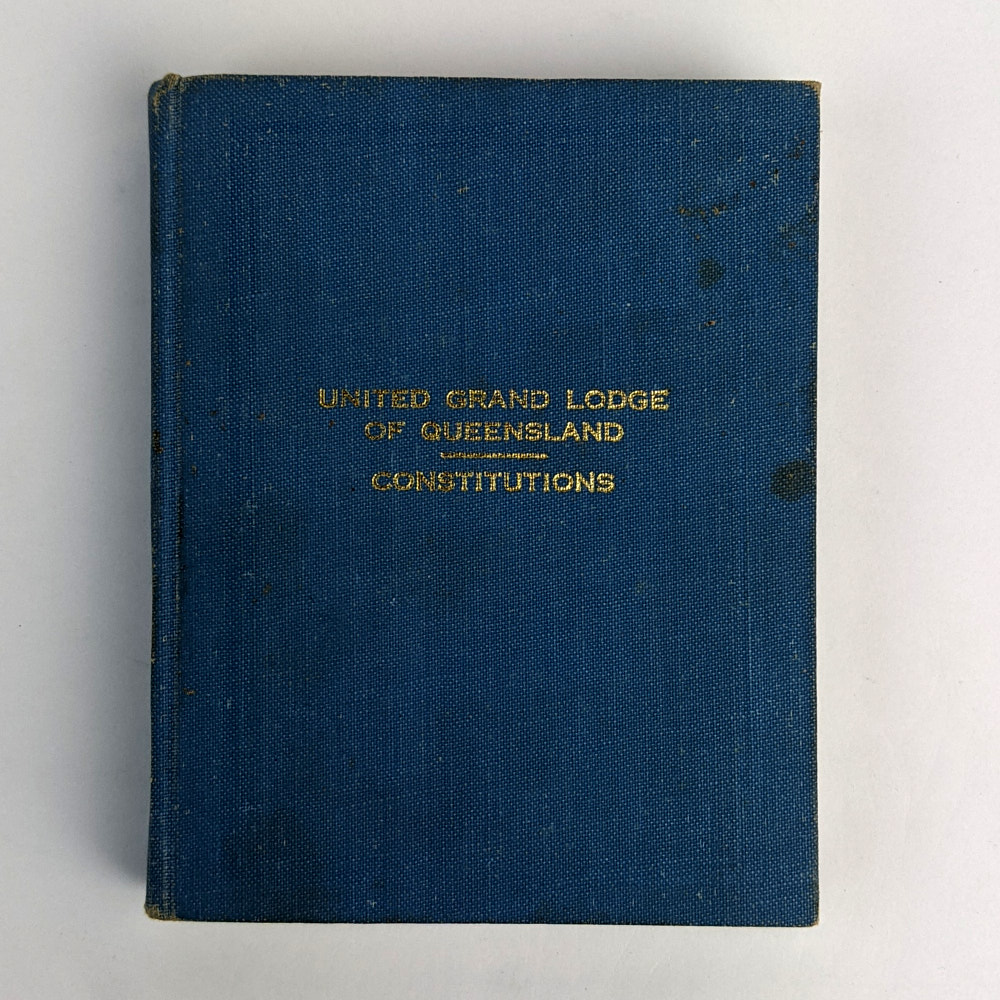 UNITED GRAND LODGE
OF QUEENSLAND
CONSTITUTIONS